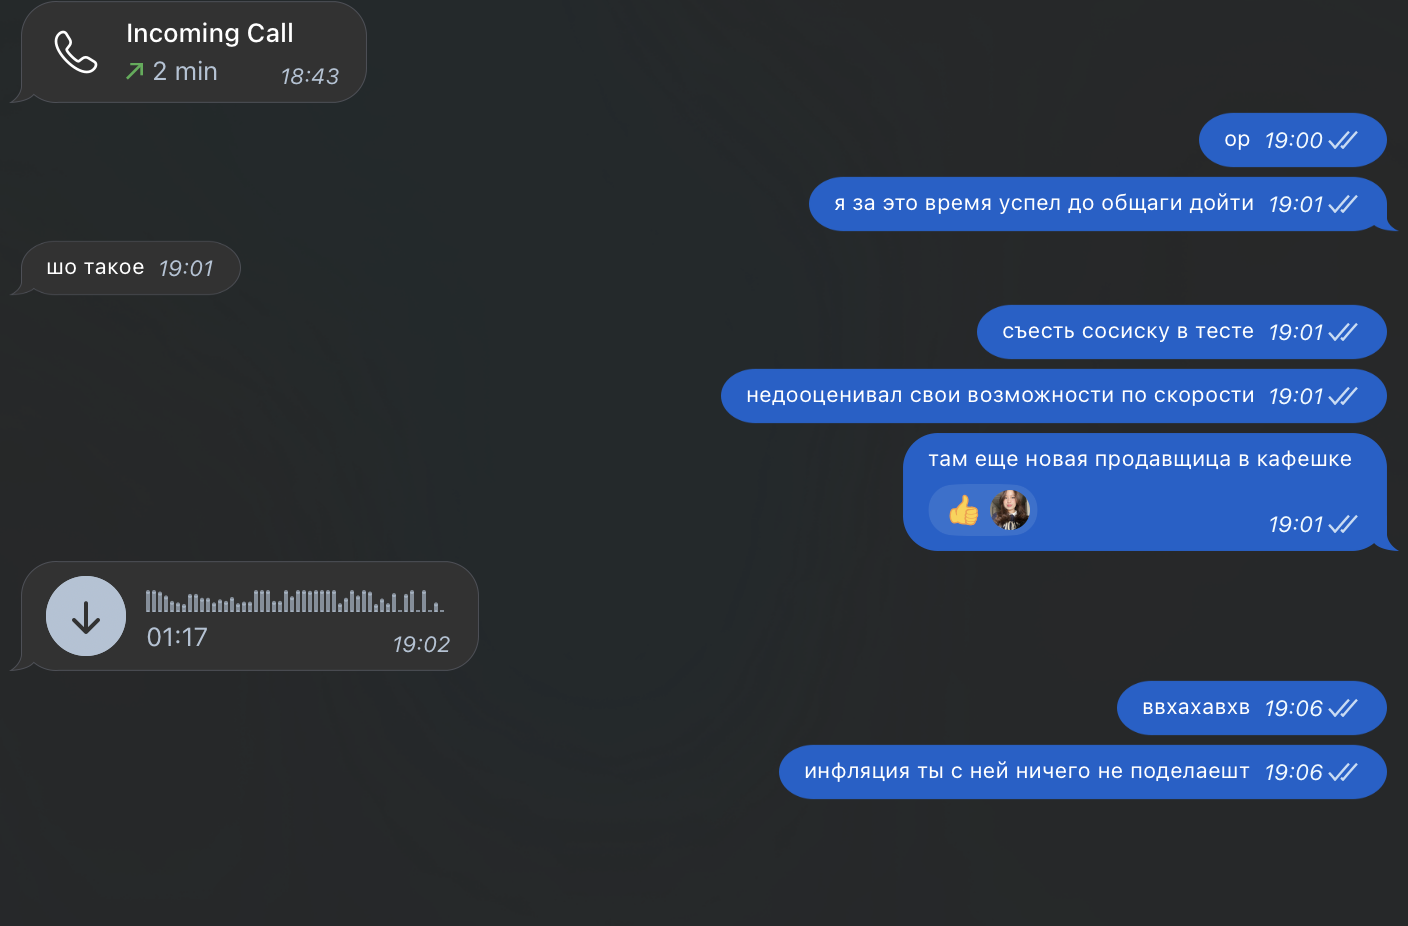 Incoming Call
2 min 18:43
ор 19:00
я за это время успел до общаги дойти 19:01
шо такое 19:01
съесть сосиску в тесте 19:01
недооценивал свои возможности по скорости 19:01
там еще новая продавщица в кафешке
19:01
01:17 19:02
ввхахавхв 19:06
инфляция ты с ней ничего не поделаешт 19:06